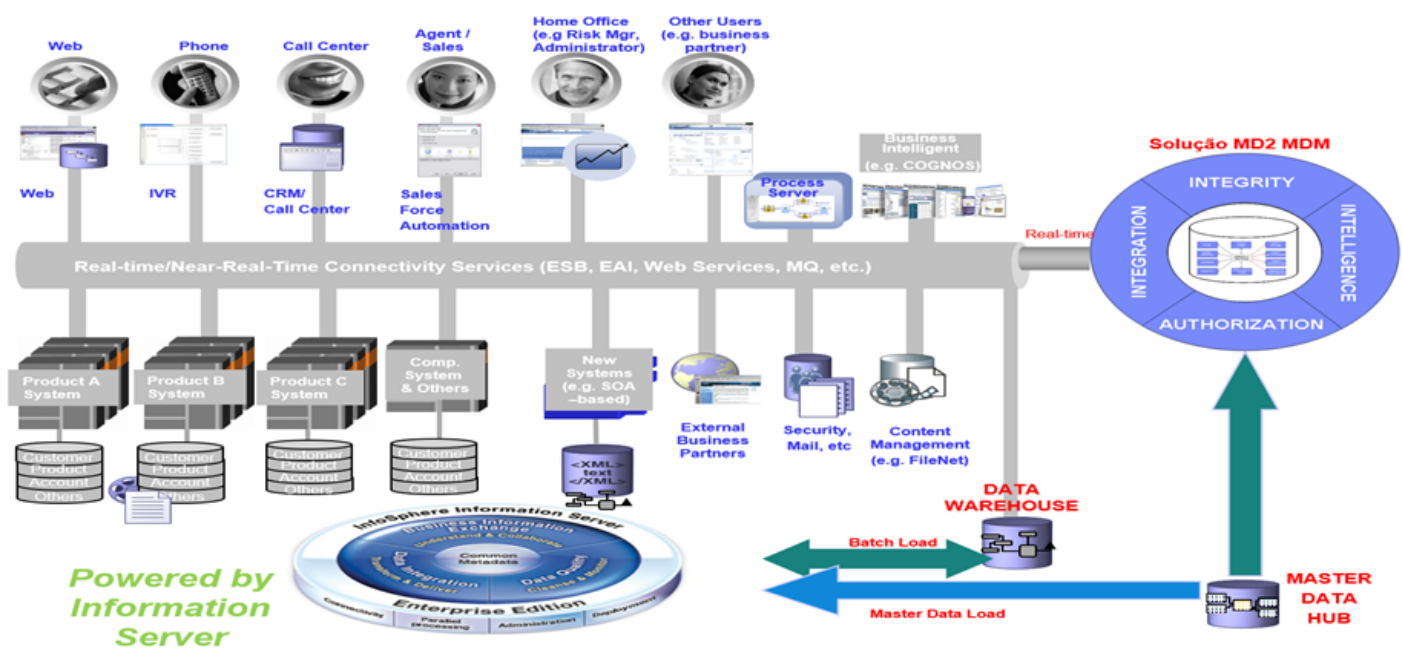 Web
Phone
Call Center
Agent /
Sales
Home Office
(e.g Risk Mgr,
Administrator)
Other Users
(e.g. business
partner)
Web
IVR
CRM/
Call Center
Sales
Force
Automation
Process
Server
Business
Intelligent
(e.g. COGNOS)
Solução MD2 MDM
INTEGRITY
INTEGRATION
INTELLIGENCE
AUTHORIZATION
Real-time
Real-time/Near-Real-Time Connectivity Services (ESB, EAI, Web Services, MQ, etc.)
Product A
System
Product B
System
Product C
System
Comp.
System
& Others
New
Systems
(e.g. SOA
–based)
External
Business
Partners
Security,
Mail, etc
Content
Management
(e.g. FileNet)
Customer
Product
Account
Others
Customer
Product
Account
Others
Customer
Product
Account
Others
Customer
Product
Account
Others
<XML>
text
</XML>
DATA
WAREHOUSE
InfoSphere Information Server
Business Information
Exchange
Understand & Collaborate
Common
Metadata
Data Integration
Transform & Deliver
Data Quality
Cleanse & Monitor
Enterprise Edition
Connectivity
Parallel
processing
Administration
Deployment
Batch Load
Master Data Load
MASTER
DATA
HUB
Powered by
Information
Server